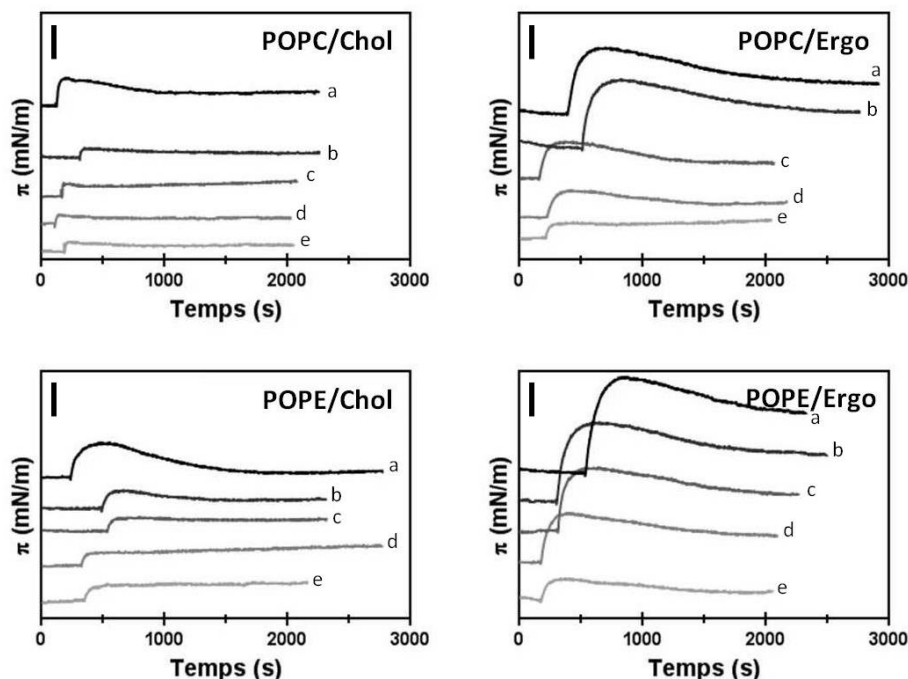 POPC/Chol
π (mN/m)
a
b
c
d
e
0 1000 2000 3000
Temps (s)
POPC/Ergo
π (mN/m)
a
b
c
d
e
0 1000 2000 3000
Temps (s)
POPE/Chol
π (mN/m)
a
b
c
d
e
0 1000 2000 3000
Temps (s)
POPE/Ergo
π (mN/m)
a
b
c
d
e
0 1000 2000 3000
Temps (s)